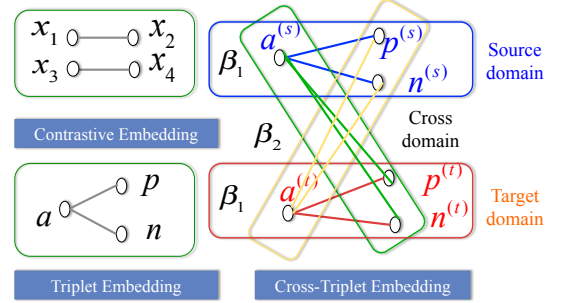 x₁ x₂
x₃ x₄
Contrastive Embedding
a p n
Triplet Embedding
β₁ a⁽ˢ⁾ p⁽ˢ⁾ n⁽ˢ⁾
Source
domain
β₂
Cross
domain
β₁ a⁽ᵗ⁾ p⁽ᵗ⁾ n⁽ᵗ⁾
Target
domain
Cross-Triplet Embedding